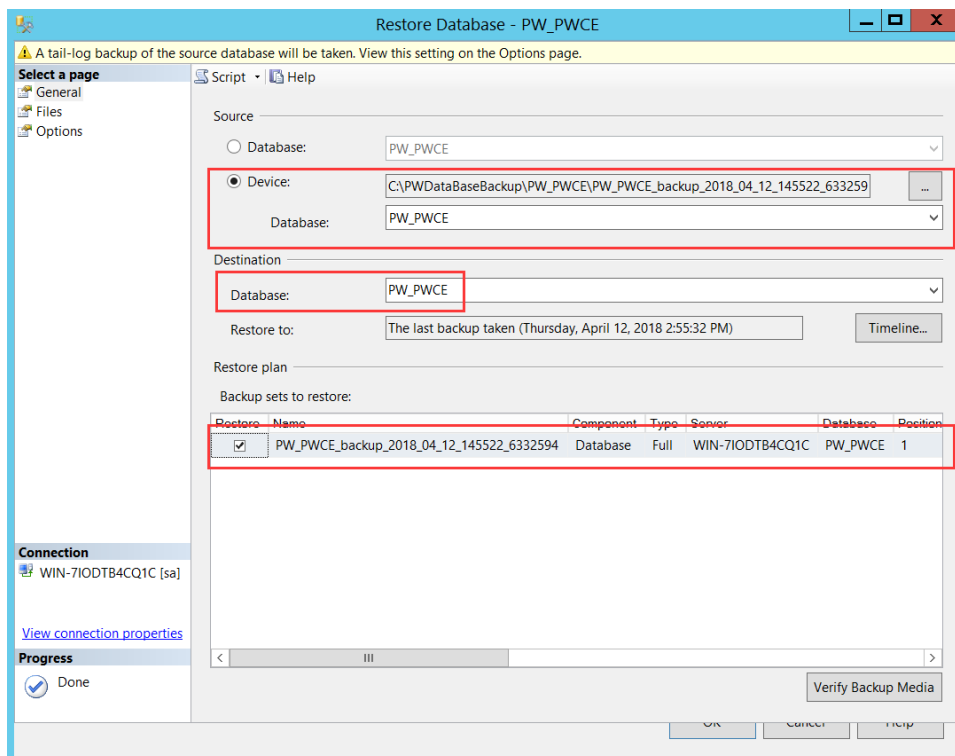 Restore Database - PW_PWCE
A tail-log backup of the source database will be taken. View this setting on the Options page.
Select a page
General
Files
Options
Script Help
Source
Database: PW_PWCE
Device: C:\PWDataBaseBackup\PW_PWCE\PW_PWCE_backup_2018_04_12_145522_633259 ...
Database: PW_PWCE
Destination
Database: PW_PWCE
Restore to: The last backup taken (Thursday, April 12, 2018 2:55:32 PM) Timeline...
Restore plan
Backup sets to restore:
Restore Name Component Type Server Database Position
PW_PWCE_backup_2018_04_12_145522_6332594 Database Full WIN-7IODTB4CQ1C PW_PWCE 1
Connection
WIN-7IODTB4CQ1C [sa]
View connection properties
Progress
Done
Verify Backup Media
OK Cancel Help